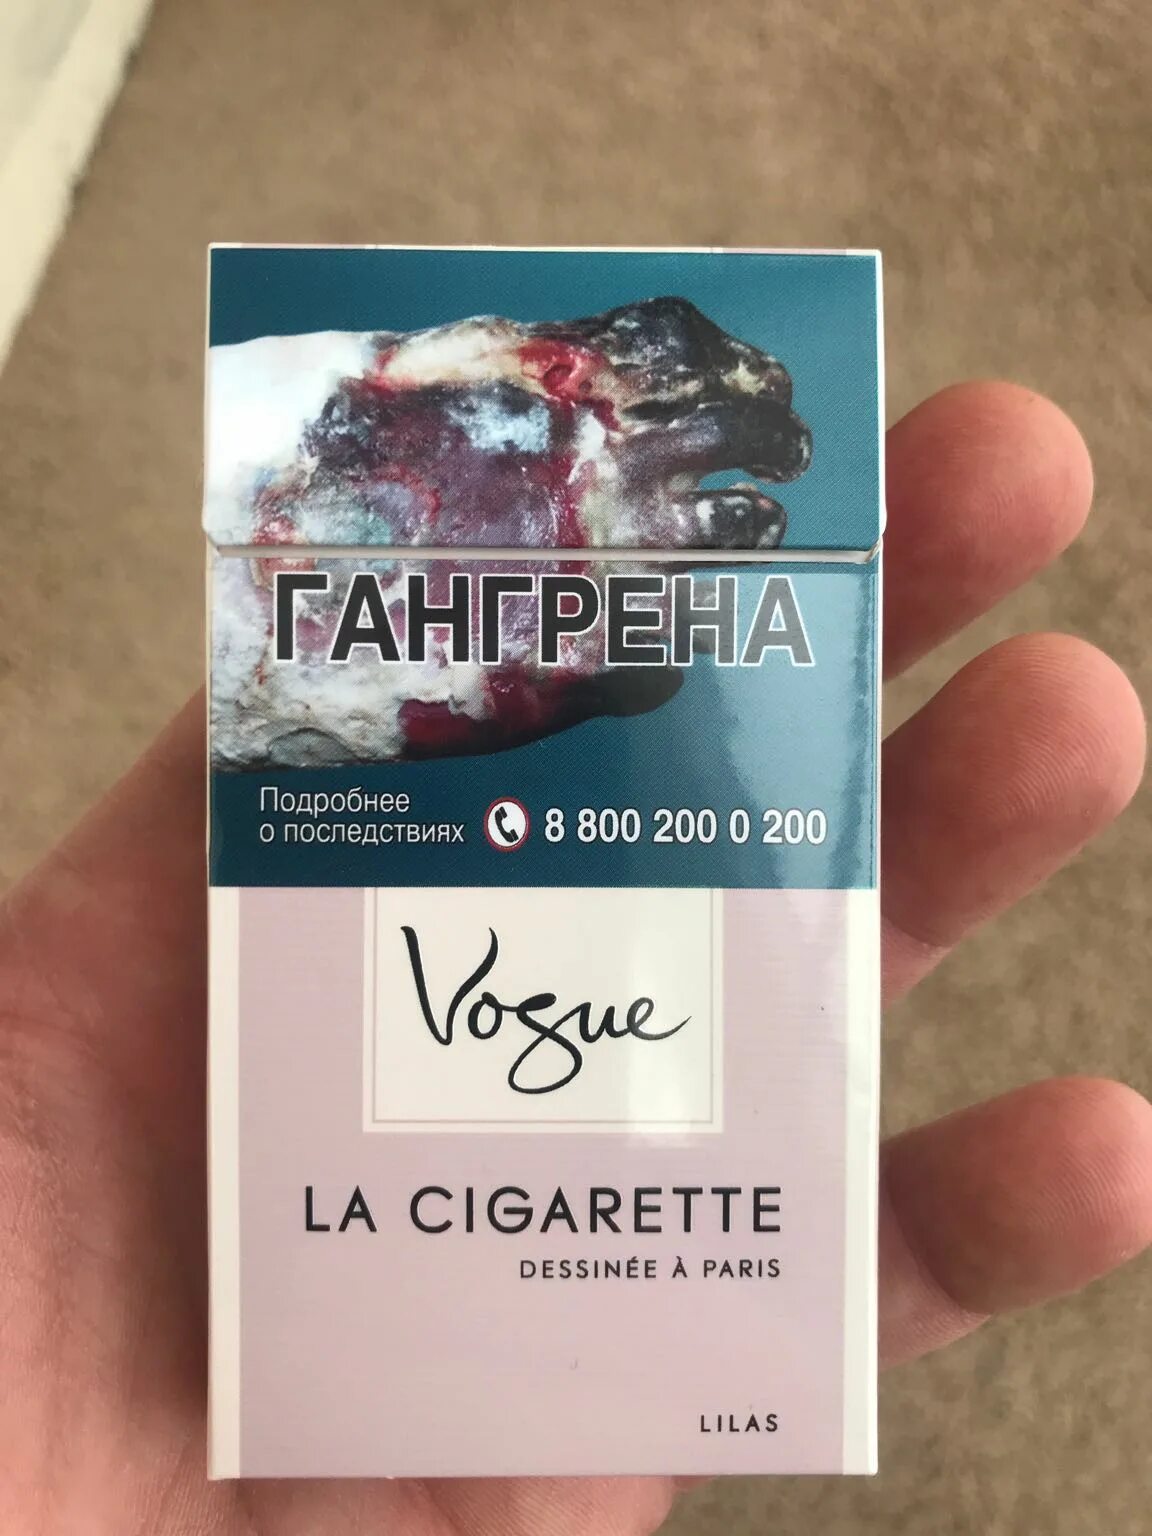 ГАНГРЕНА
Подробнее
о последствиях
8 800 200 0 200
Vogue
LA CIGARETTE
DESSINÉE À PARIS
LILAS